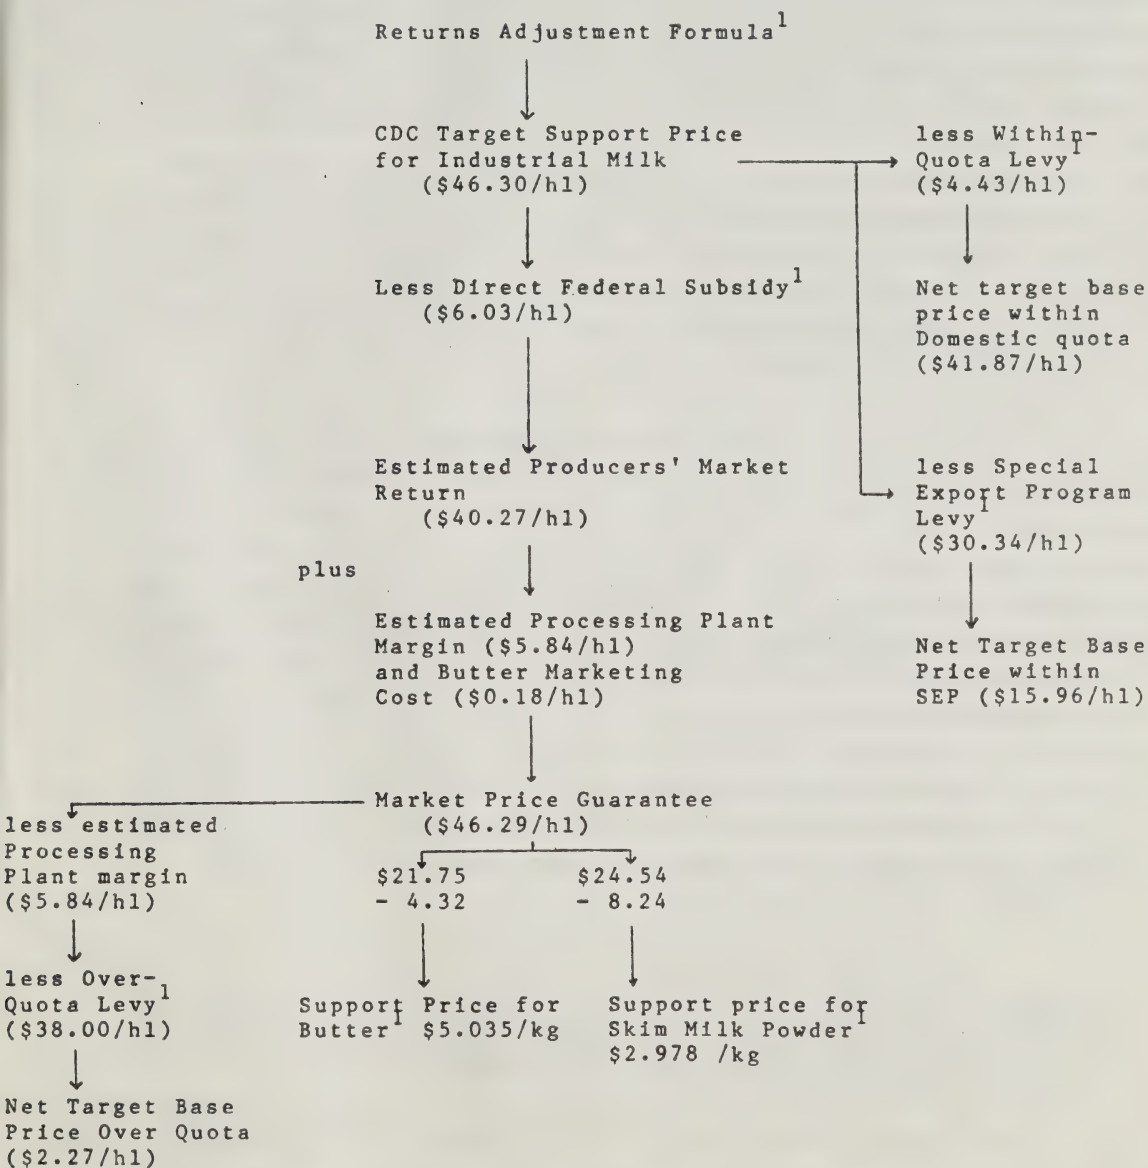 Returns Adjustment Formula1
CDC Target Support Price
for Industrial Milk
($46.30/hl)
less Within-
Quota Levy1
($4.43/hl)
Less Direct Federal Subsidy1
($6.03/hl)
Net target base
price within
Domestic quota
($41.87/hl)
Estimated Producers' Market
Return
($40.27/hl)
less Special
Export Program
Levy1
($30.34/hl)
plus
Estimated Processing Plant
Margin ($5.84/hl)
and Butter Marketing
Cost ($0.18/hl)
Net Target Base
Price within
SEP ($15.96/hl)
Market Price Guarantee
($46.29/hl)
less estimated
Processing
Plant margin
($5.84/hl)
$21.75
- 4.32
$24.54
- 8.24
less Over-
Quota Levy1
($38.00/hl)
Support Price for
Butter1 $5.035/kg
Support price for
Skim Milk Powder1
$2.978 /kg
Net Target Base
Price Over Quota
($2.27/hl)